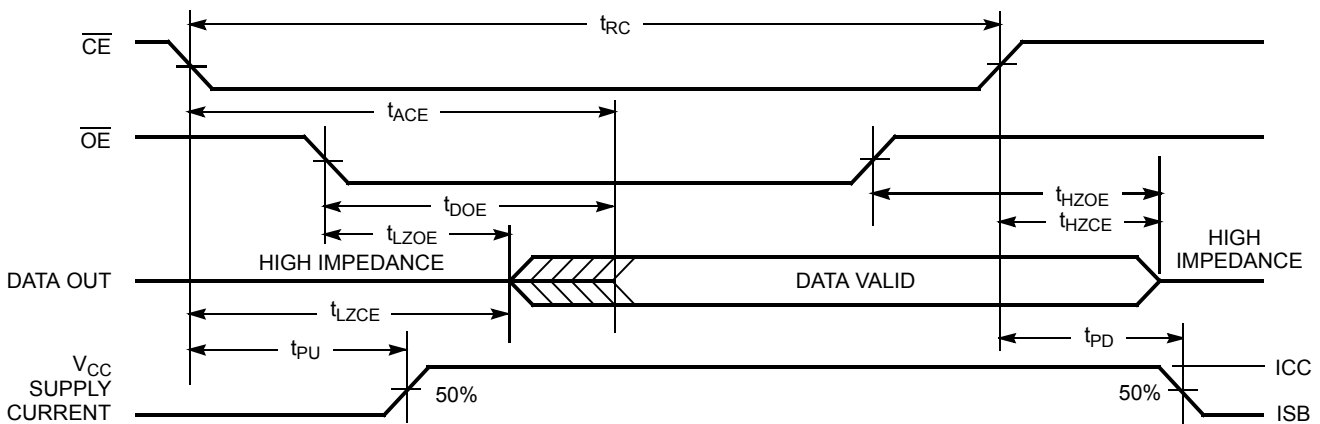 tRC
CE
tACE
OE
tDOE
tHZOE
tLZOE
tHZCE
HIGH IMPEDANCE
HIGH
IMPEDANCE
DATA OUT
DATA VALID
tLZCE
tPU
tPD
VCC
SUPPLY
CURRENT
50%
50%
ICC
ISB